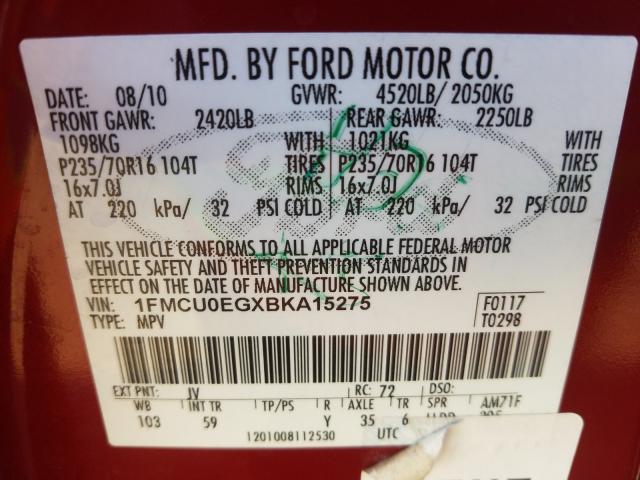 MFD. BY FORD MOTOR CO.
DATE: 08/10 GVWR: 4520LB/ 2050KG
FRONT GAWR: 2420LB REAR GAWR: 2250LB
1098KG WITH 1021KG WITH
P235/70R16 104T TIRES P235/70R16 104T TIRES
16x7.0J RIMS 16x7.0J RIMS
AT 220 kPa/ 32 PSI COLD AT 220 kPa/ 32 PSI COLD
THIS VEHICLE CONFORMS TO ALL APPLICABLE FEDERAL MOTOR
VEHICLE SAFETY AND THEFT PREVENTION STANDARDS IN
EFFECT ON THE DATE OF MANUFACTURE SHOWN ABOVE.
VIN: 1FMCU0EGXBKA15275 F0117
TYPE: MPV T0298
EXT PNT: JV RC: 72 DSO:
WB INT TR TP/PS R AXLE TR SPR AM71F
103 59 Y 35 6
1201008112530 UTC